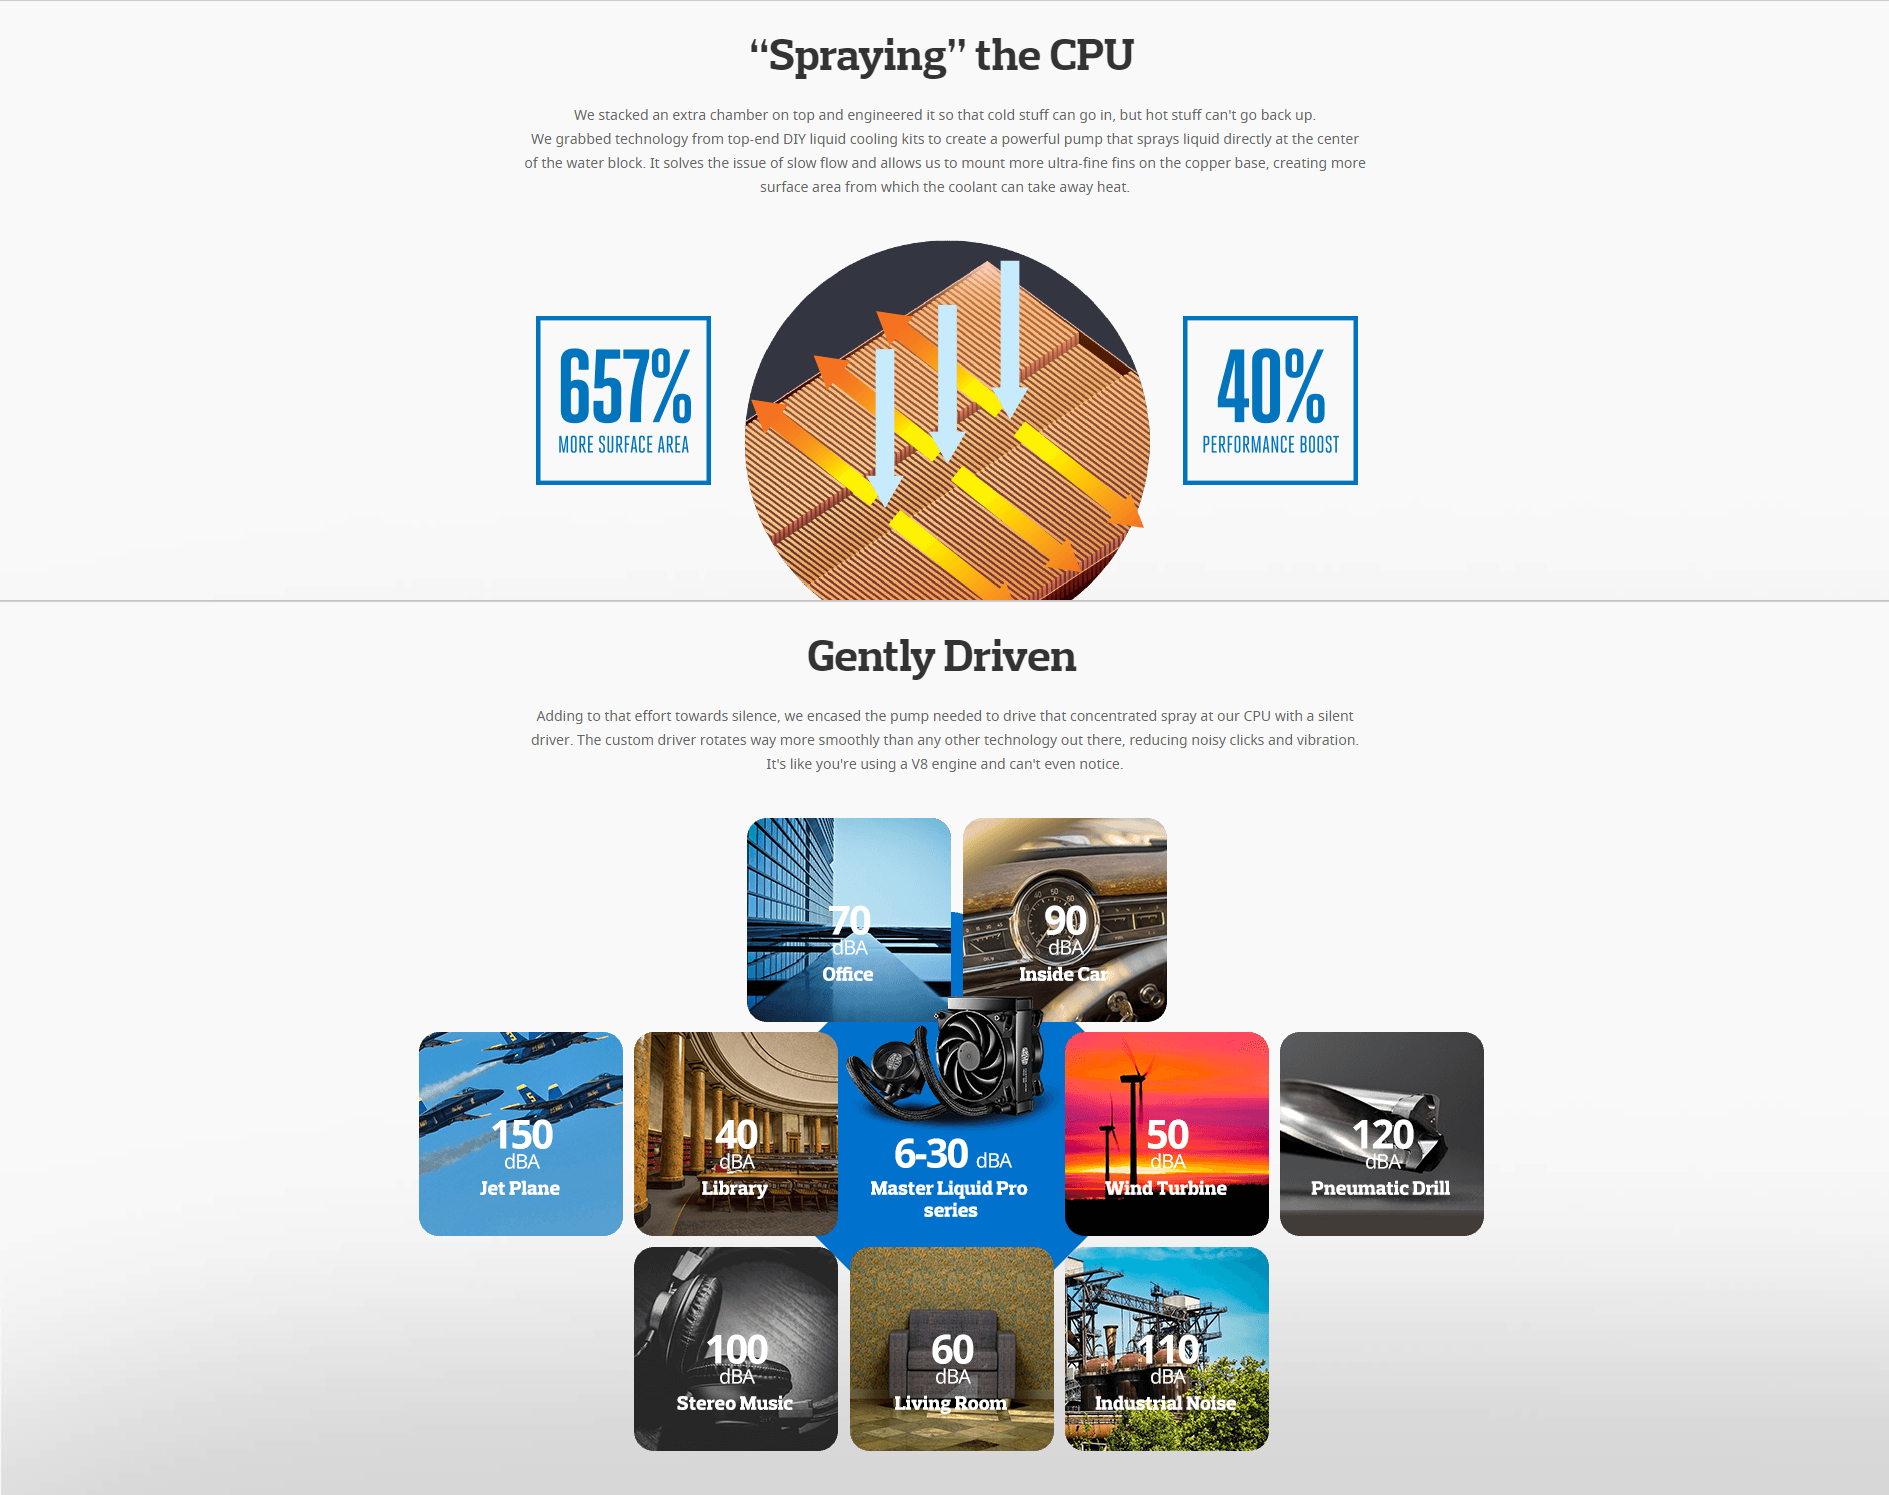 “Spraying” the CPU
We stacked an extra chamber on top and engineered it so that cold stuff can go in, but hot stuff can't go back up.
We grabbed technology from top-end DIY liquid cooling kits to create a powerful pump that sprays liquid directly at the center
of the water block. It solves the issue of slow flow and allows us to mount more ultra-fine fins on the copper base, creating more
surface area from which the coolant can take away heat.
657%
MORE SURFACE AREA
40%
PERFORMANCE BOOST
Gently Driven
Adding to that effort towards silence, we encased the pump needed to drive that concentrated spray at our CPU with a silent
driver. The custom driver rotates way more smoothly than any other technology out there, reducing noisy clicks and vibration.
It's like you're using a V8 engine and can't even notice.
70
dBA
Office
90
dBA
Inside Car
150
dBA
Jet Plane
40
dBA
Library
6-30 dBA
Master Liquid Pro
series
50
dBA
Wind Turbine
120
dBA
Pneumatic Drill
100
dBA
Stereo Music
60
dBA
Living Room
110
dBA
Industrial Noise